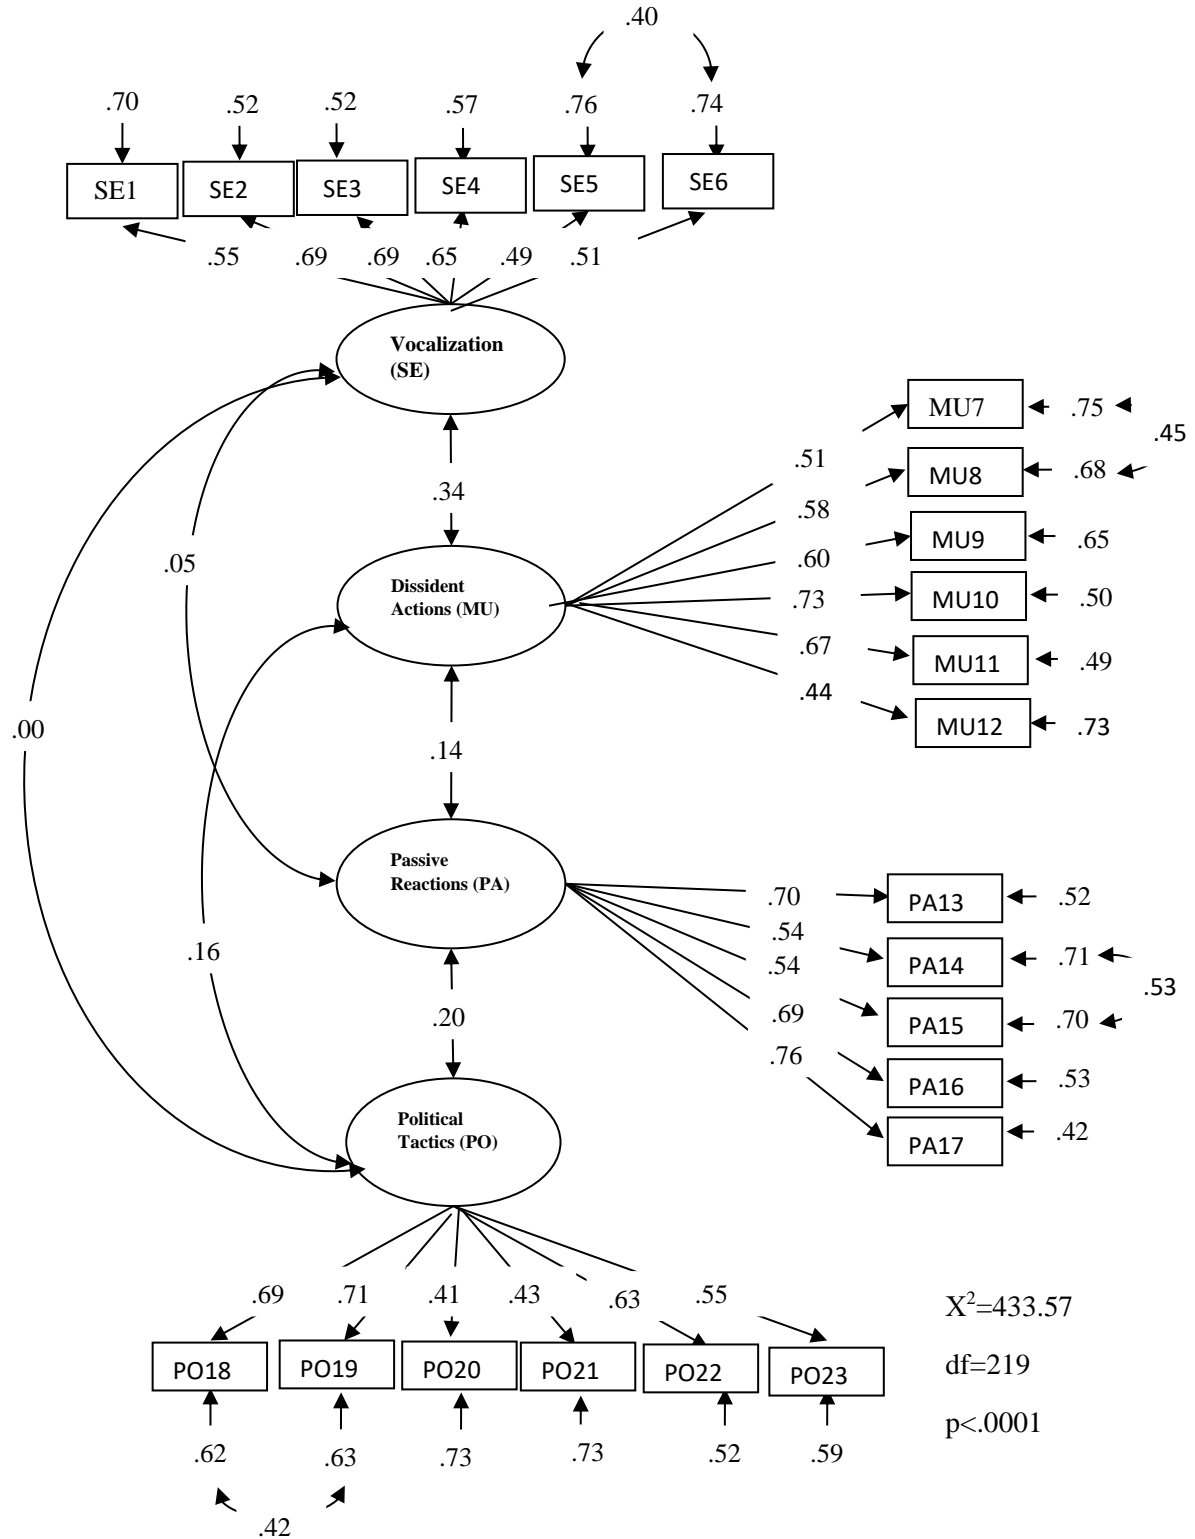 .40
.70 .52 .52 .57 .76 .74
SE1 SE2 SE3 SE4 SE5 SE6
.55 .69 .69 .65 .49 .51
Vocalization
(SE)
MU7 .75
.45
.51
MU8 .68
.34
.58
MU9 .65
.05
.60
Dissident
Actions (MU)
.73
MU10 .50
.67
MU11 .49
.44
MU12 .73
.00
.14
Passive
Reactions (PA)
.70
PA13 .52
.54
.16
.54
PA14 .71
.53
.20
.69
PA15 .70
.76
PA16 .53
Political
Tactics (PO)
PA17 .42
.69 .71 .41 .43 .63 .55
X2=433.57
PO18 PO19 PO20 PO21 PO22 PO23
df=219
p<.0001
.62 .63 .73 .73 .52 .59
.42